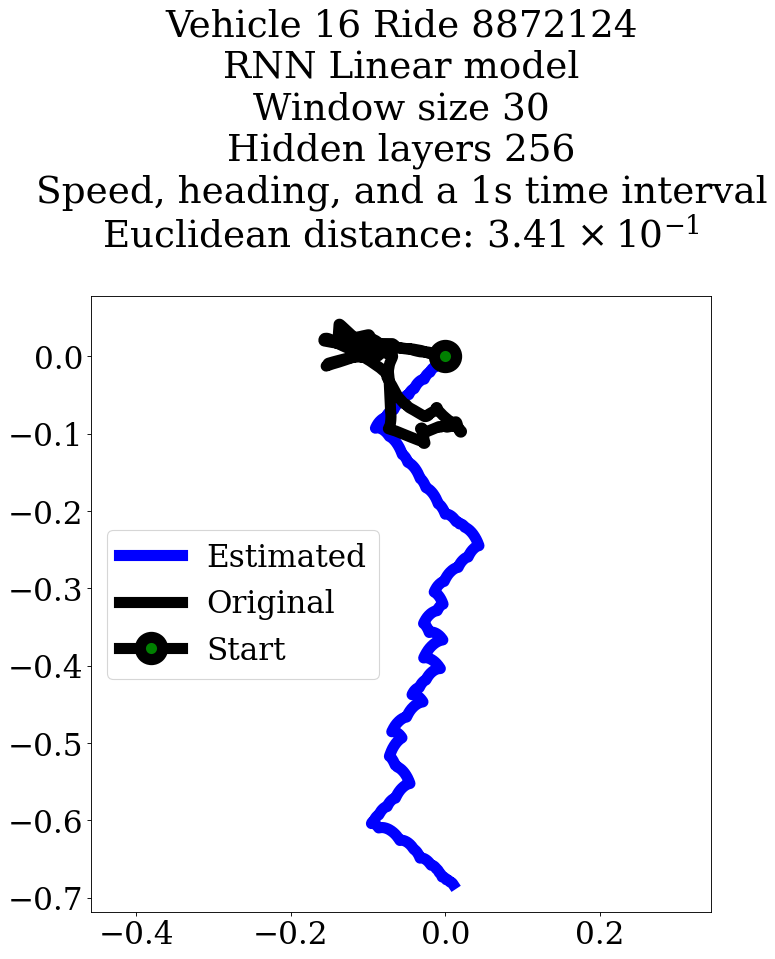 Vehicle 16 Ride 8872124
RNN Linear model
Window size 30
Hidden layers 256
Speed, heading, and a 1s time interval
Euclidean distance: 3.41 × 10⁻¹
0.0
−0.1
−0.2
−0.3
−0.4
−0.5
−0.6
−0.7
Estimated
Original
Start
−0.4 −0.2 0.0 0.2